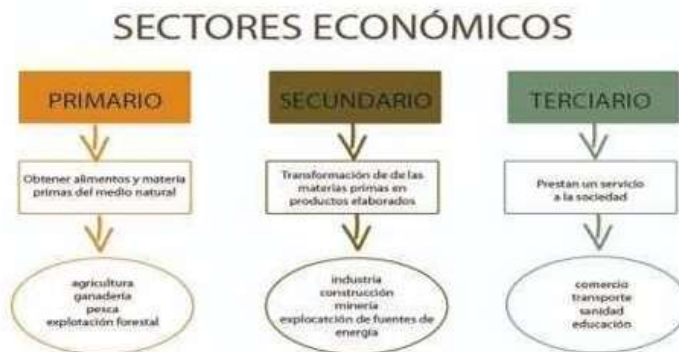 SECTORES ECONÓMICOS
PRIMARIO
Obtener alimentos y materia
primas del medio natural
agricultura
ganadería
pesca
explotación forestal
SECUNDARIO
Transformación de de las
materias primas en
productos elaborados
industria
construcción
minería
explocatción de fuentes de
energía
TERCIARIO
Prestan un servicio
a la sociedad
comercio
transporte
sanidad
educación